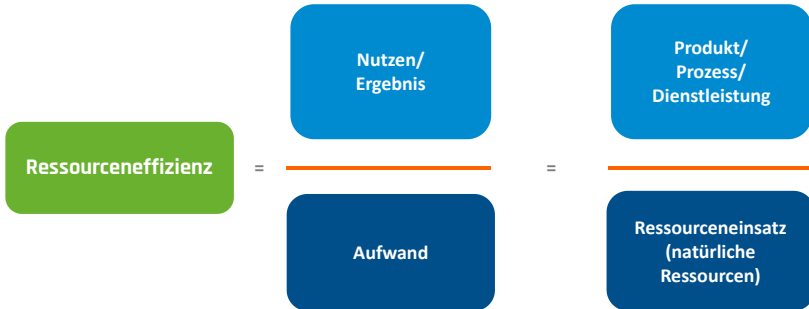 Ressourceneffizienz
=
Nutzen/
Ergebnis
Aufwand
=
Produkt/
Prozess/
Dienstleistung
Ressourceneinsatz
(natürliche
Ressourcen)